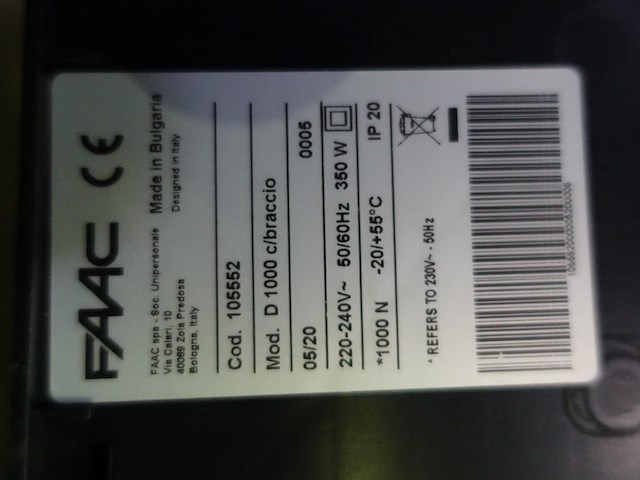 FAAC CE
FAAC spa - Soc. Unipersonale
Via Calari, 10
40069 Zola Predosa
Bologna, Italy
Made in Bulgaria
Designed in Italy
Cod. 105552
Mod. D 1000 c/braccio
05/20 0005
220-240V~ 50/60Hz 350 W
*1000 N -20/+55°C IP 20
* REFERS TO 230V~ - 50Hz